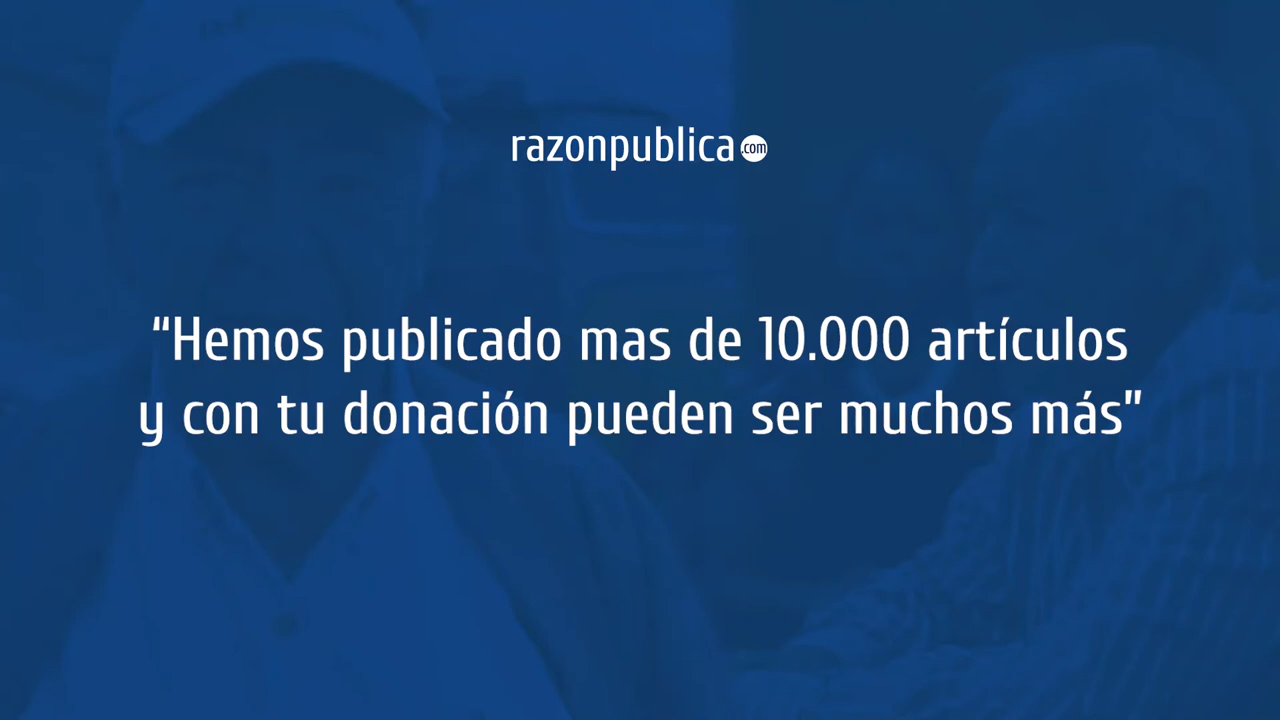 razonpublica.com
“Hemos publicado mas de 10.000 artículos
y con tu donación pueden ser muchos más”